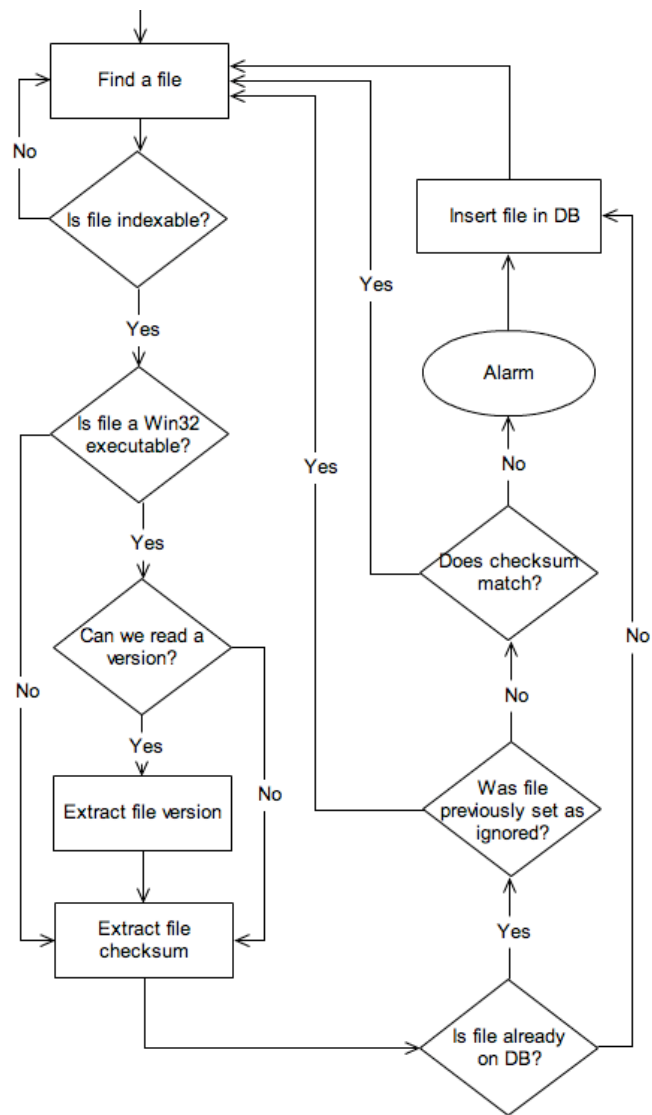 Find a file
No
Is file indexable?
Yes
Is file a Win32
executable?
Yes
Can we read a
version?
No
Yes
No
Extract file version
Extract file
checksum
Insert file in DB
Yes
Alarm
Yes
No
Does checksum
match?
No
No
Was file
previously set as
ignored?
Yes
Is file already
on DB?